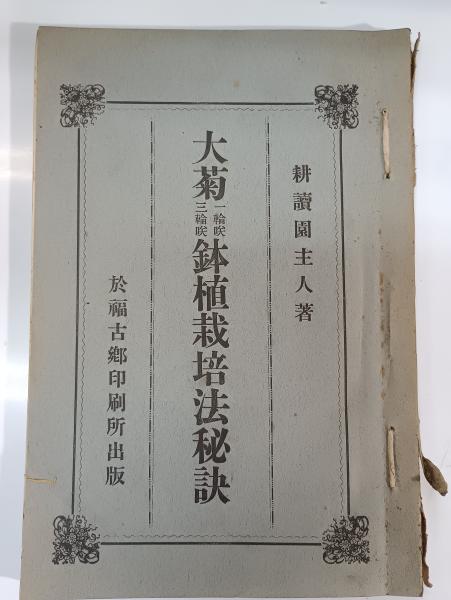 耕讀園主人著
大菊一輪咲三輪咲鉢植栽培法秘訣
於福古鄉印刷所出版